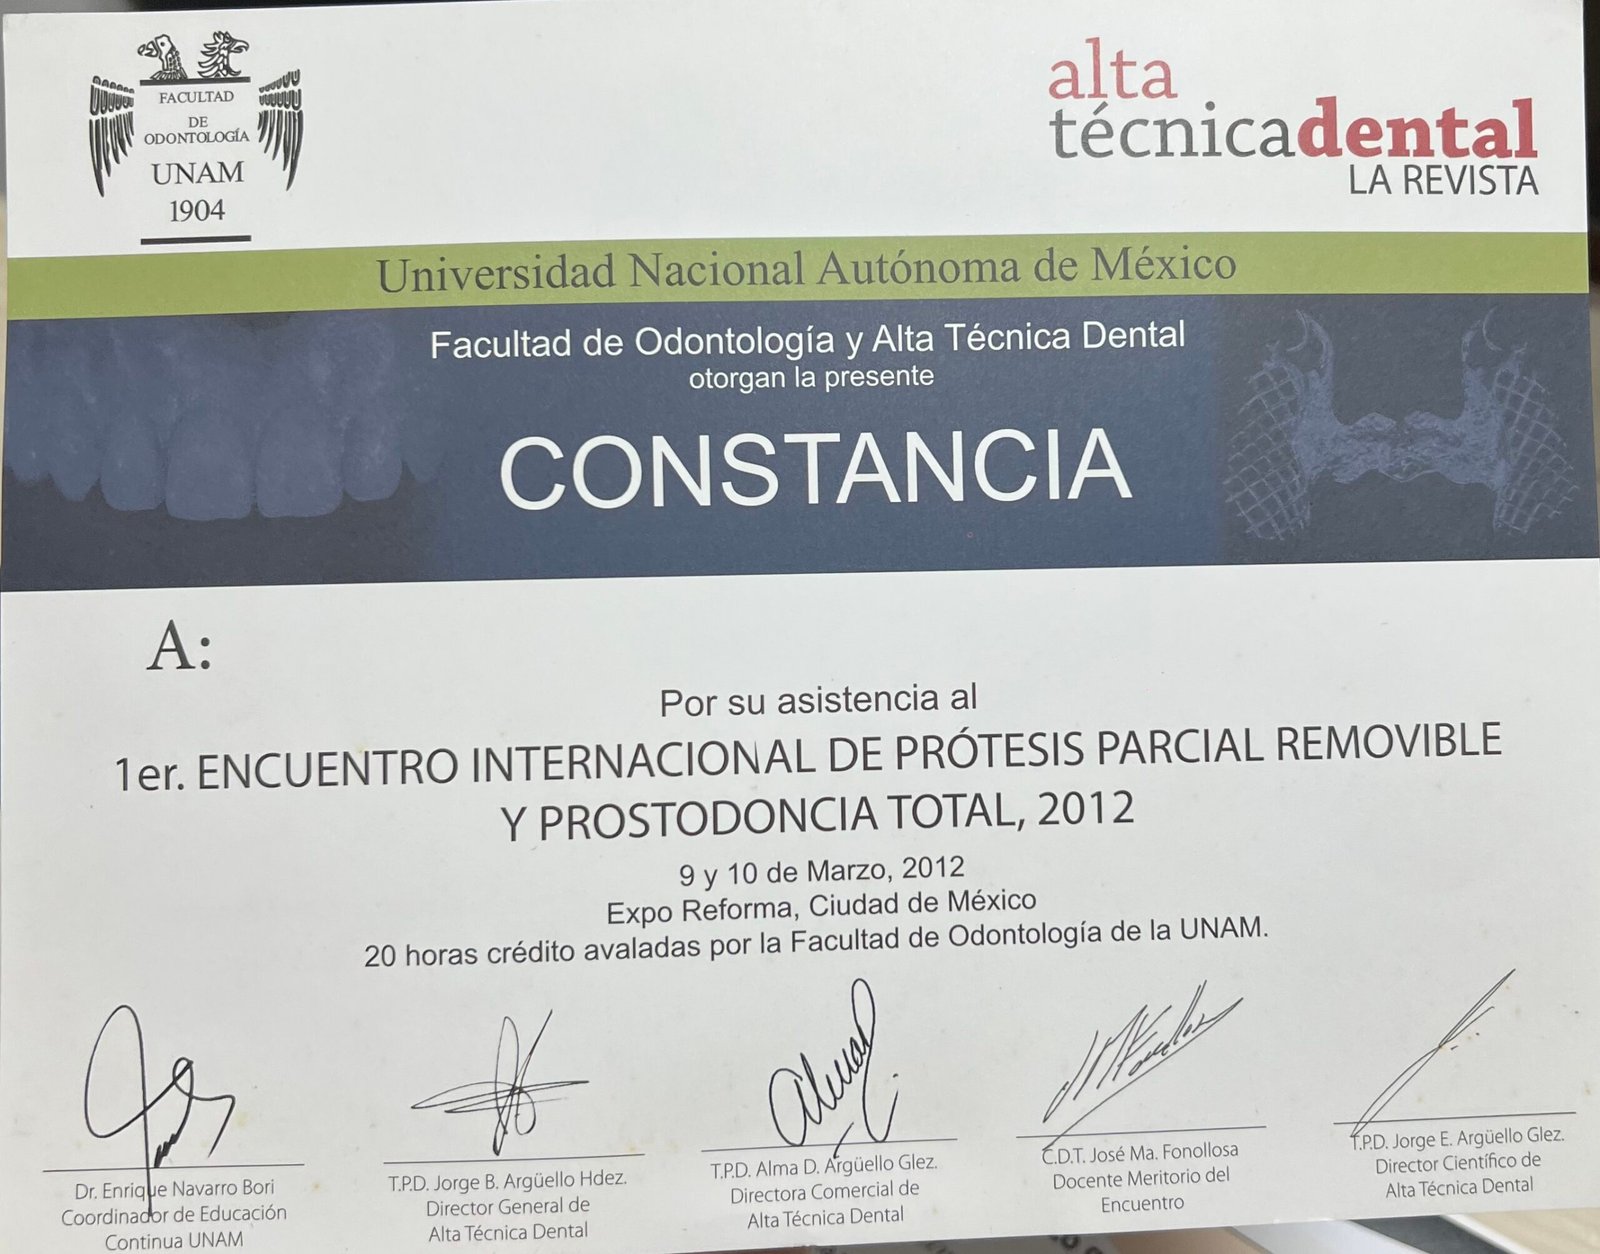 FACULTAD
DE
ODONTOLOGÍA
UNAM
1904
alta
técnicadental
LA REVISTA
Universidad Nacional Autónoma de México
Facultad de Odontología y Alta Técnica Dental
otorgan la presente
CONSTANCIA
A:
Por su asistencia al
1er. ENCUENTRO INTERNACIONAL DE PRÓTESIS PARCIAL REMOVIBLE
Y PROSTODONCIA TOTAL, 2012
9 y 10 de Marzo, 2012
Expo Reforma, Ciudad de México
20 horas crédito avaladas por la Facultad de Odontología de la UNAM.
Dr. Enrique Navarro Bori
Coordinador de Educación
Continua UNAM
T.P.D. Jorge B. Argüello Hdez.
Director General de
Alta Técnica Dental
T.P.D. Alma D. Argüello Glez.
Directora Comercial de
Alta Técnica Dental
C.D.T. José Ma. Fonollosa
Docente Meritorio del
Encuentro
T.P.D. Jorge E. Argüello Glez.
Director Científico de
Alta Técnica Dental